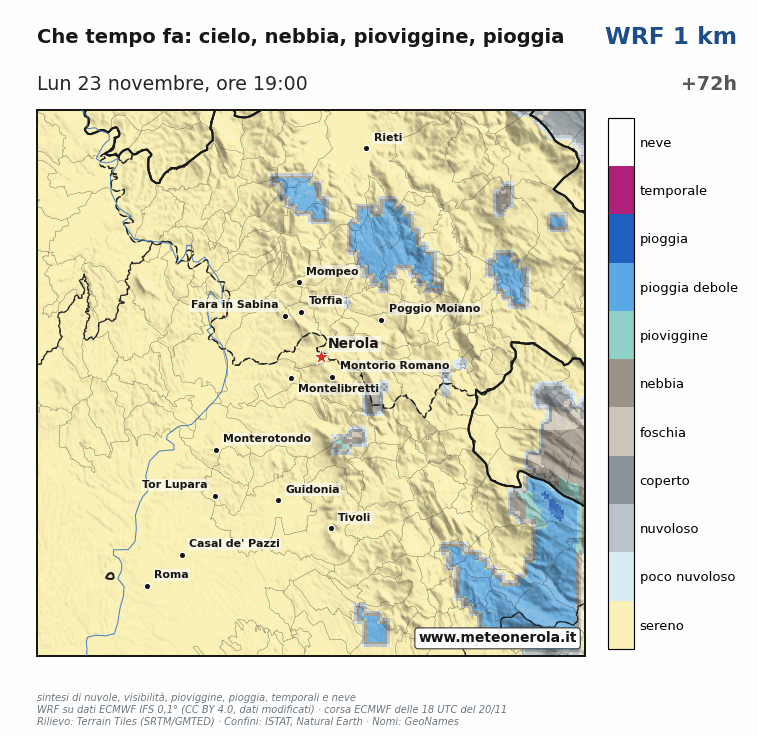 Che tempo fa: cielo, nebbia, pioviggine, pioggia
WRF 1 km
Lun 23 novembre, ore 19:00
+72h
Rieti
Mompeo
Toffia
Fara in Sabina
Poggio Moiano
Nerola
Montorio Romano
Montelibretti
Monterotondo
Tor Lupara
Guidonia
Tivoli
Casal de' Pazzi
Roma
www.meteonerola.it
neve
temporale
pioggia
pioggia debole
pioviggine
nebbia
foschia
coperto
nuvoloso
poco nuvoloso
sereno
sintesi di nuvole, visibilità, pioviggine, pioggia, temporali e neve
WRF su dati ECMWF IFS 0,1° (CC BY 4.0, dati modificati) · corsa ECMWF delle 18 UTC del 20/11
Rilievo: Terrain Tiles (SRTM/GMTED) · Confini: ISTAT, Natural Earth · Nomi: GeoNames